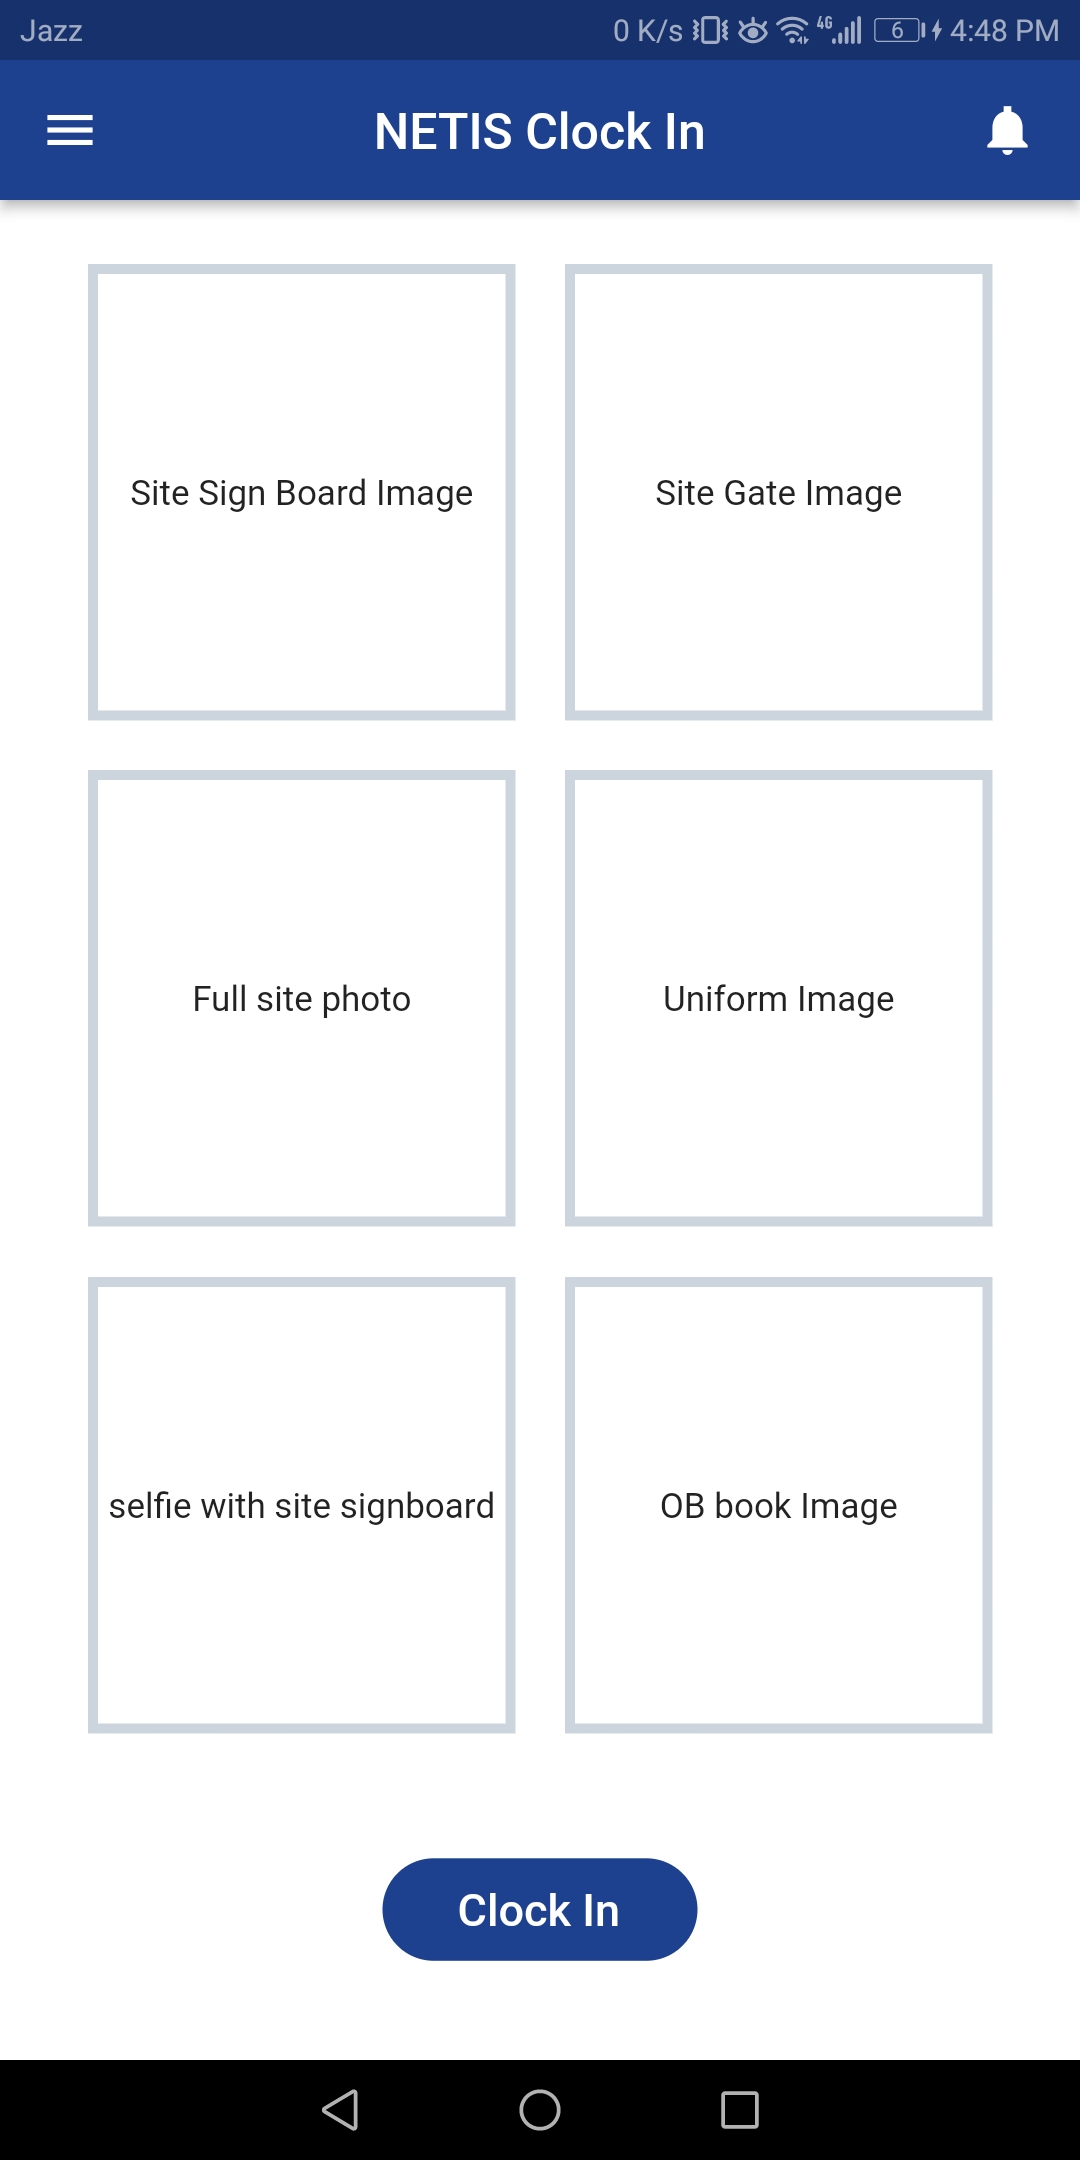 Jazz 0 K/s 4G 6 4:48 PM
NETIS Clock In
Site Sign Board Image
Site Gate Image
Full site photo
Uniform Image
selfie with site signboard
OB book Image
Clock In